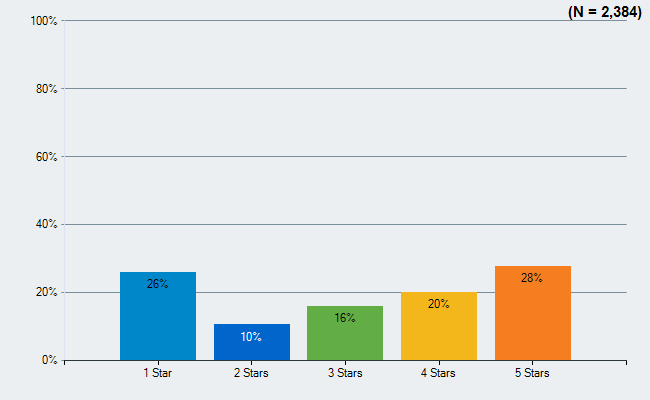 (N = 2,384)
100%
80%
60%
40%
20%
0%
26%
10%
16%
20%
28%
1 Star
2 Stars
3 Stars
4 Stars
5 Stars